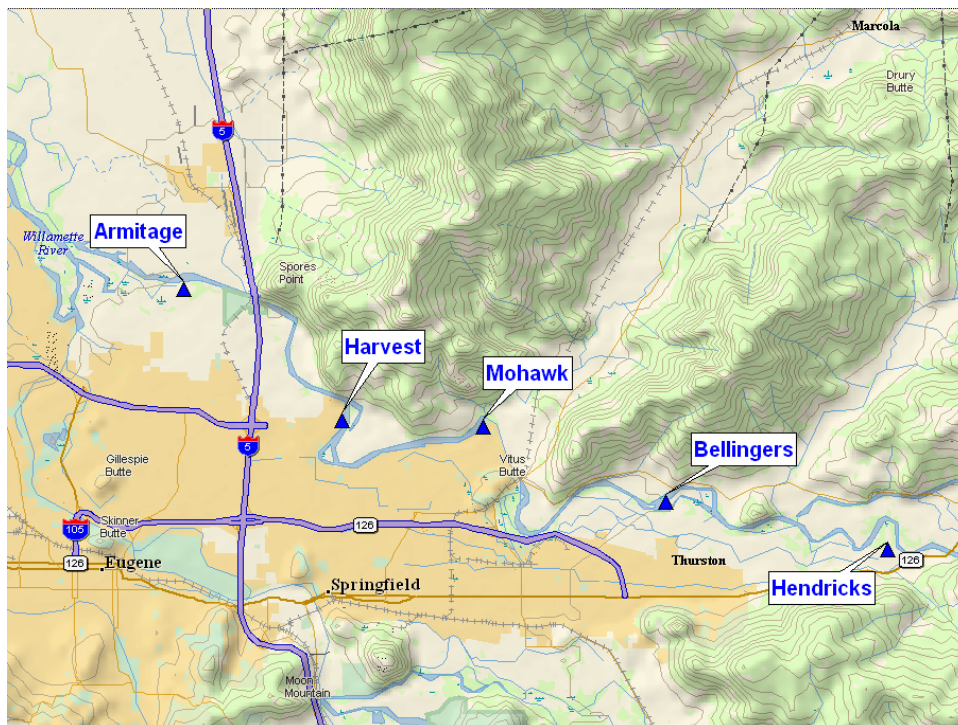 Marcola
Drury
Butte
5
Armitage
Willamette
River
Spores
Point
Harvest
Mohawk
Bellingers
5
Gillespie
Butte
Vitus
Butte
Skinner
Butte
105
126
126
126
Eugene
Thurston
126
Springfield
Hendricks
Moon
Mountain